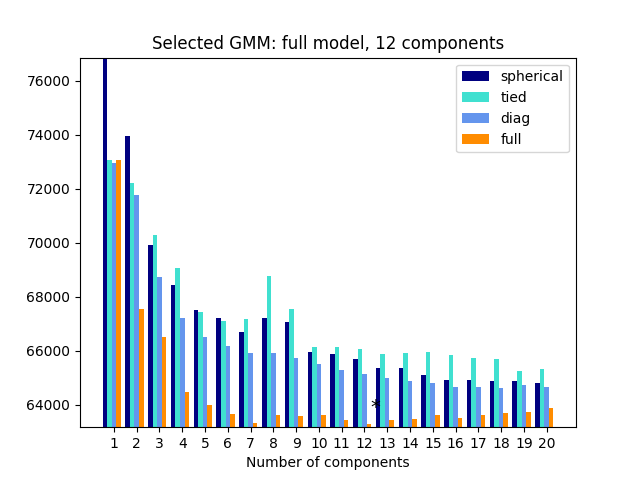 Selected GMM: full model, 12 components
spherical
tied
diag
full
76000
74000
72000
70000
68000
66000
64000
*
1 2 3 4 5 6 7 8 9 10 11 12 13 14 15 16 17 18 19 20
Number of components